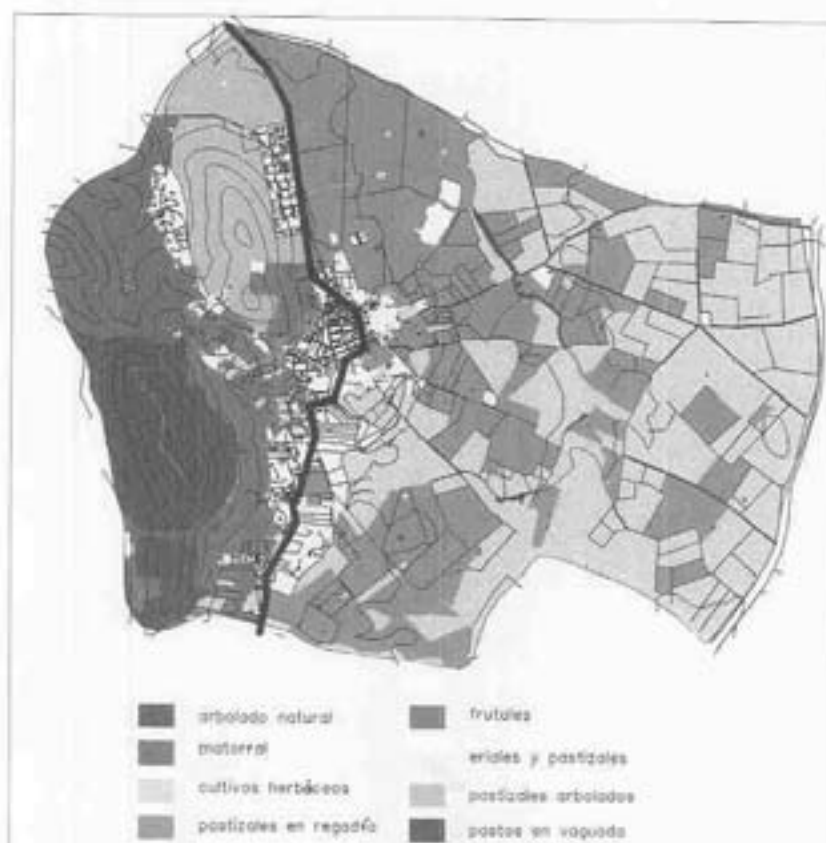 arbolado natural
matorral
cultivos herbáceos
pastizales en regadío
frutales
eriales y pastizales
pastizales arbolados
pastos en vaguada